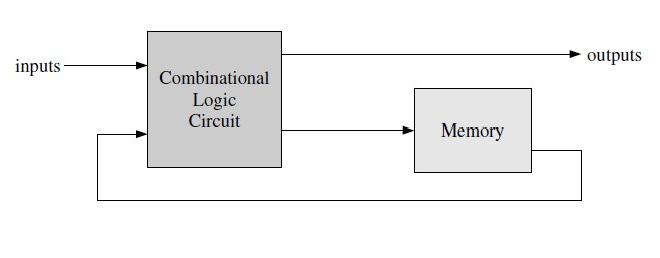 inputs
Combinational
Logic
Circuit
outputs
Memory